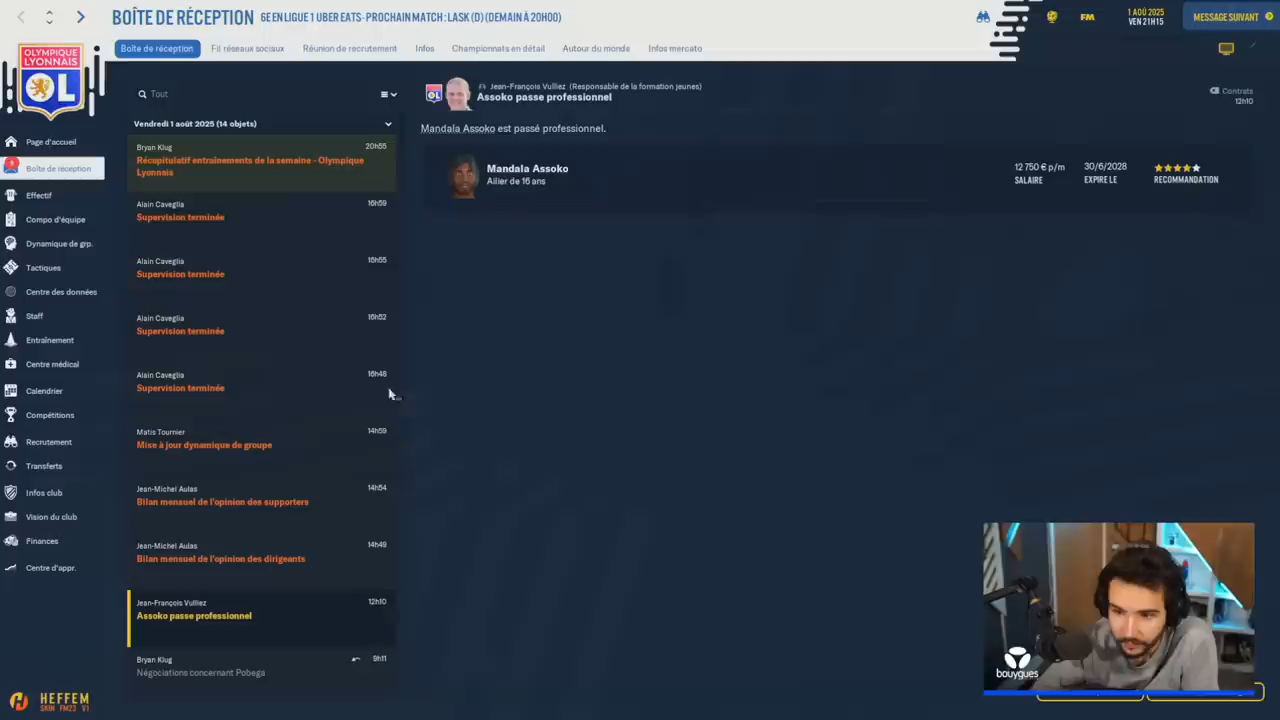 BOÎTE DE RÉCEPTION
6E EN LIGUE 1 UBER EATS - PROCHAIN MATCH : LASK (D) (DEMAIN À 20H00)
FM
1 AOÛ 2025
VEN 21H15
MESSAGE SUIVANT
OLYMPIQUE
LYONNAIS
OL
Boîte de réception
Fil réseaux sociaux
Réunion de recrutement
Infos
Championnats en détail
Autour du monde
Infos mercato
Page d'accueil
Boîte de réception
Effectif
Compo d'équipe
Dynamique de grp.
Tactiques
Centre des données
Staff
Entraînement
Centre médical
Calendrier
Compétitions
Recrutement
Transferts
Infos club
Vision du club
Finances
Centre d'appr.
HEFFEM
SKIN FM23 V1
Tout
Vendredi 1 août 2025 (14 objets)
Bryan Klug 20h55
Récapitulatif entraînements de la semaine - Olympique
Lyonnais
Alain Caveglia 16h59
Supervision terminée
Alain Caveglia 16h55
Supervision terminée
Alain Caveglia 16h52
Supervision terminée
Alain Caveglia 16h48
Supervision terminée
Matis Tournier 14h59
Mise à jour dynamique de groupe
Jean-Michel Aulas 14h54
Bilan mensuel de l'opinion des supporters
Jean-Michel Aulas 14h49
Bilan mensuel de l'opinion des dirigeants
Jean-François Vulliez 12h10
Assoko passe professionnel
Bryan Klug 9h11
Négociations concernant Pobega
Jean-François Vulliez (Responsable de la formation jeunes)
Assoko passe professionnel
Contrats
12h10
Mandala Assoko est passé professionnel.
Mandala Assoko
Ailier de 16 ans
12 750 € p/m
SALAIRE
30/6/2028
EXPIRE LE
RECOMMANDATION
bouygues